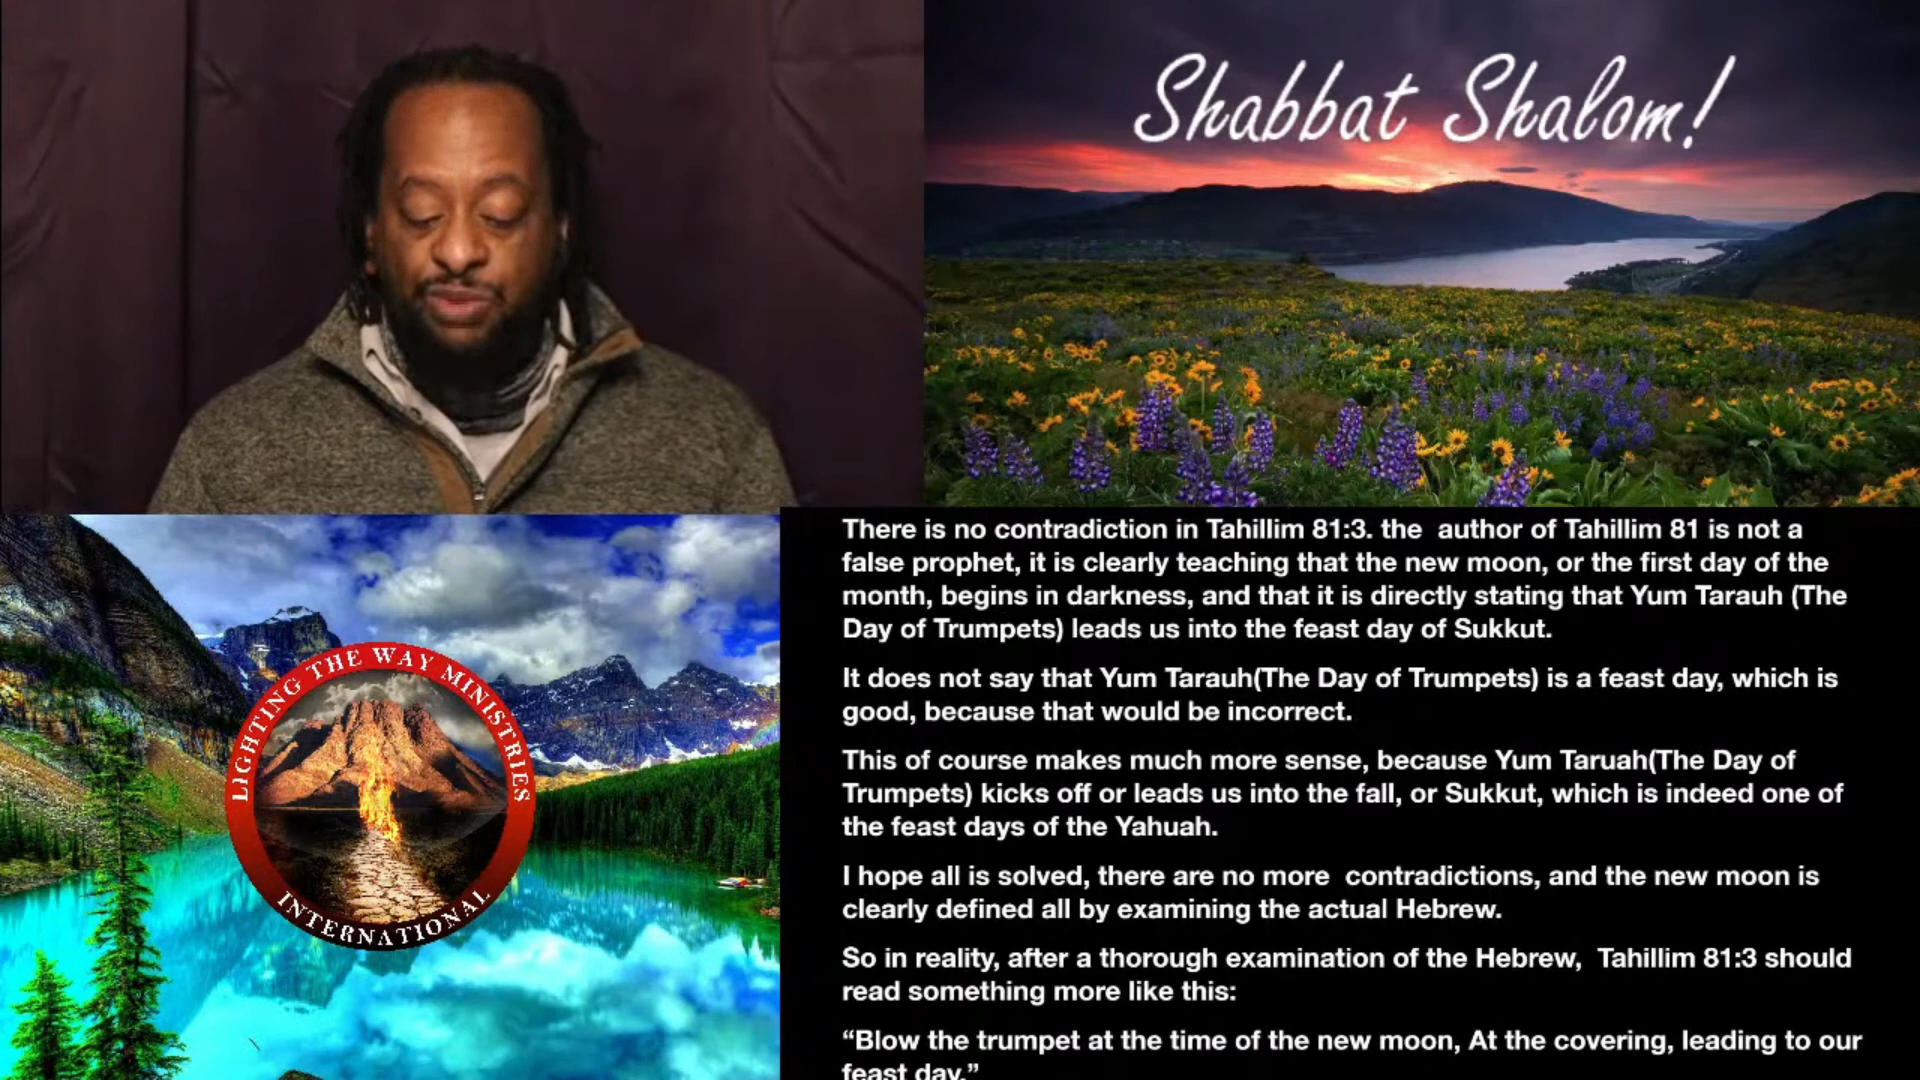 Shabbat Shalom!
LIGHTING THE WAY MINISTRIES
INTERNATIONAL
There is no contradiction in Tahillim 81:3. the  author of Tahillim 81 is not a
false prophet, it is clearly teaching that the new moon, or the first day of the
month, begins in darkness, and that it is directly stating that Yum Tarauh (The
Day of Trumpets) leads us into the feast day of Sukkut.
It does not say that Yum Tarauh(The Day of Trumpets) is a feast day, which is
good, because that would be incorrect.
This of course makes much more sense, because Yum Taruah(The Day of
Trumpets) kicks off or leads us into the fall, or Sukkut, which is indeed one of
the feast days of the Yahuah.
I hope all is solved, there are no more  contradictions, and the new moon is
clearly defined all by examining the actual Hebrew.
So in reality, after a thorough examination of the Hebrew,  Tahillim 81:3 should
read something more like this:
“Blow the trumpet at the time of the new moon, At the covering, leading to our
feast day.”